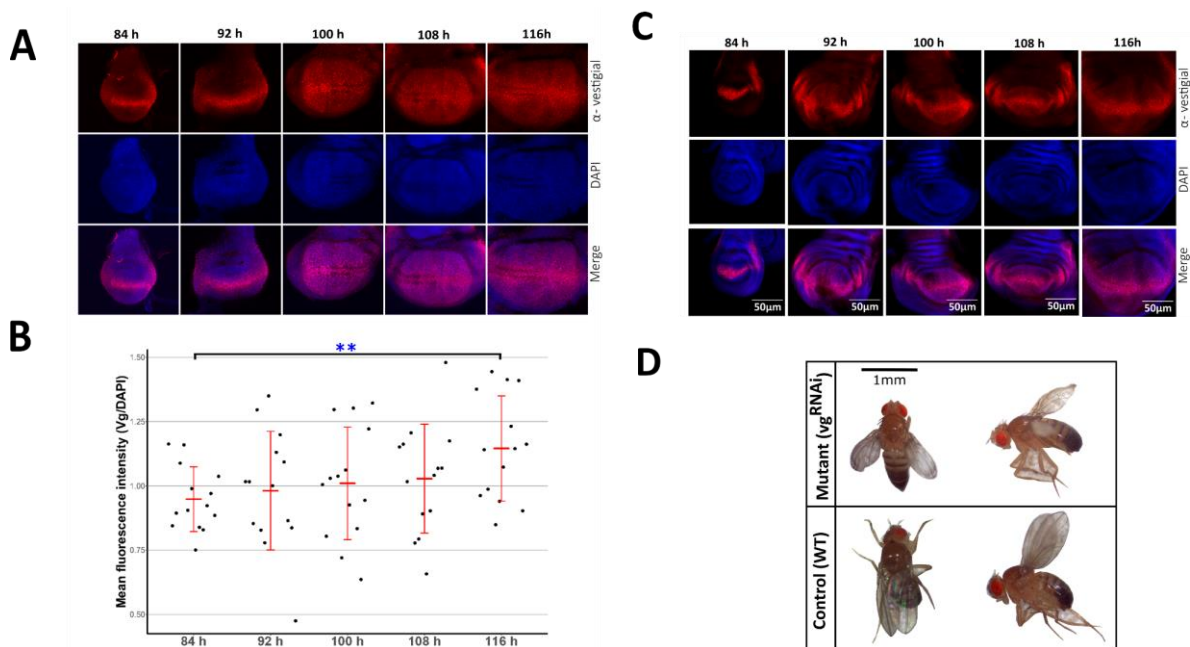 A
84 h 92 h 100 h 108 h 116h
α- vestigial
DAPI
Merge
B
**
Mean fluorescence intensity (Vg/DAPI)
1.50
1.25
1.00
0.75
0.50
84 h 92 h 100 h 108 h 116 h
C
84 h 92 h 100 h 108 h 116h
α- vestigial
DAPI
Merge
50µm 50µm 50µm 50µm 50µm
D
Mutant (vgRNAi)
1mm
Control (WT)